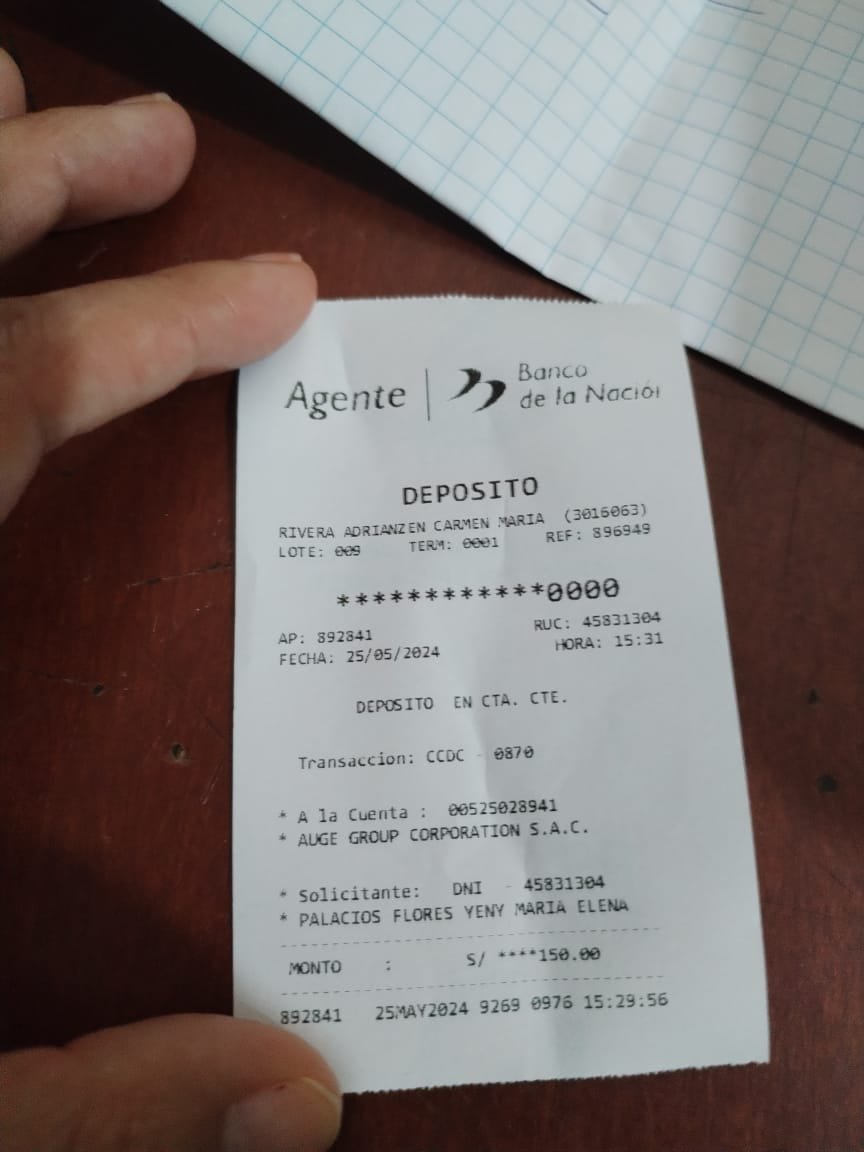 Agente
Banco
de la Nación
DEPOSITO
RIVERA ADRIANZEN CARMEN MARIA (3016063)
LOTE: 009 TERM: 0001 REF: 896949
************0000
AP: 892841 RUC: 45831304
FECHA: 25/05/2024 HORA: 15:31
DEPOSITO EN CTA. CTE.
Transaccion: CCDC - 0870
* A la Cuenta : 00525028941
* AUGE GROUP CORPORATION S.A.C.
* Solicitante: DNI - 45831304
* PALACIOS FLORES YENY MARIA ELENA
MONTO : S/ ****150.00
892841 25MAY2024 9269 0976 15:29:56